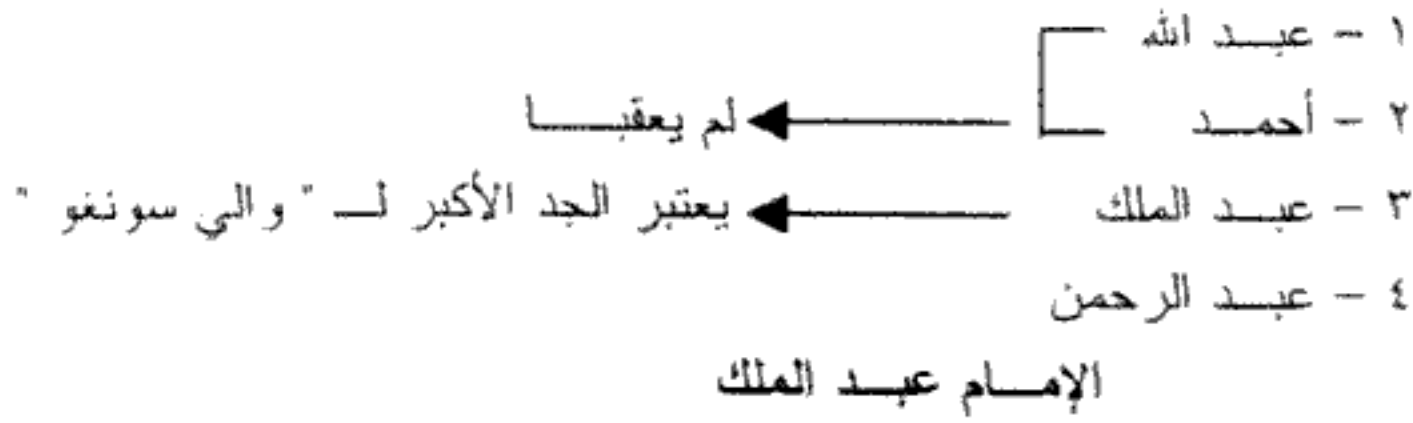 ١ - عبد الله
٢ - أحمد لم يعقبا
٣ - عبد الملك يعتبر الجد الأكبر لـ " والي سونغو "
٤ - عبد الرحمن
الإمام عبد الملك